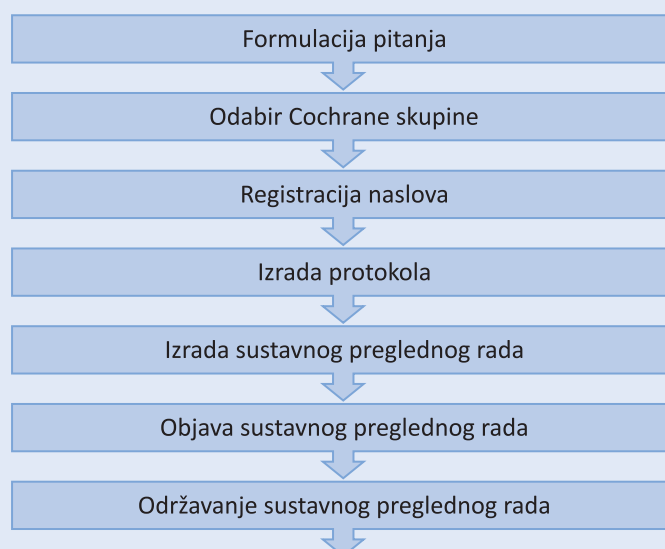 Formulacija pitanja
Odabir Cochrane skupine
Registracija naslova
Izrada protokola
Izrada sustavnog preglednog rada
Objava sustavnog preglednog rada
Održavanje sustavnog preglednog rada